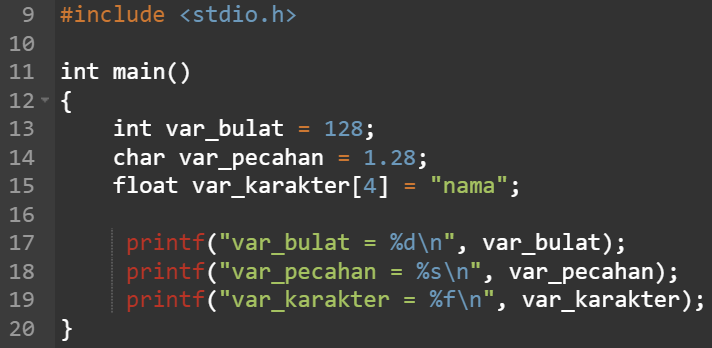 9 #include <stdio.h>
10
11 int main()
12 {
13     int var_bulat = 128;
14     char var_pecahan = 1.28;
15     float var_karakter[4] = "nama";
16
17      printf("var_bulat = %d\n", var_bulat);
18      printf("var_pecahan = %s\n", var_pecahan);
19      printf("var_karakter = %f\n", var_karakter);
20 }